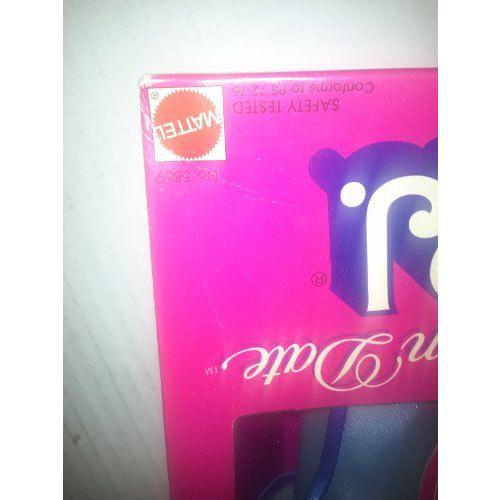 MATTEL
®
SAFETY TESTED
Conforms to PS 72-76
No. 5869
®
Date
™